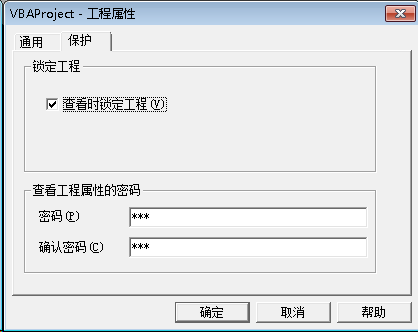 VBAProject - 工程属性
通用 保护
锁定工程
查看时锁定工程(V)
查看工程属性的密码
密码(P) ***
确认密码(C) ***
确定 取消 帮助